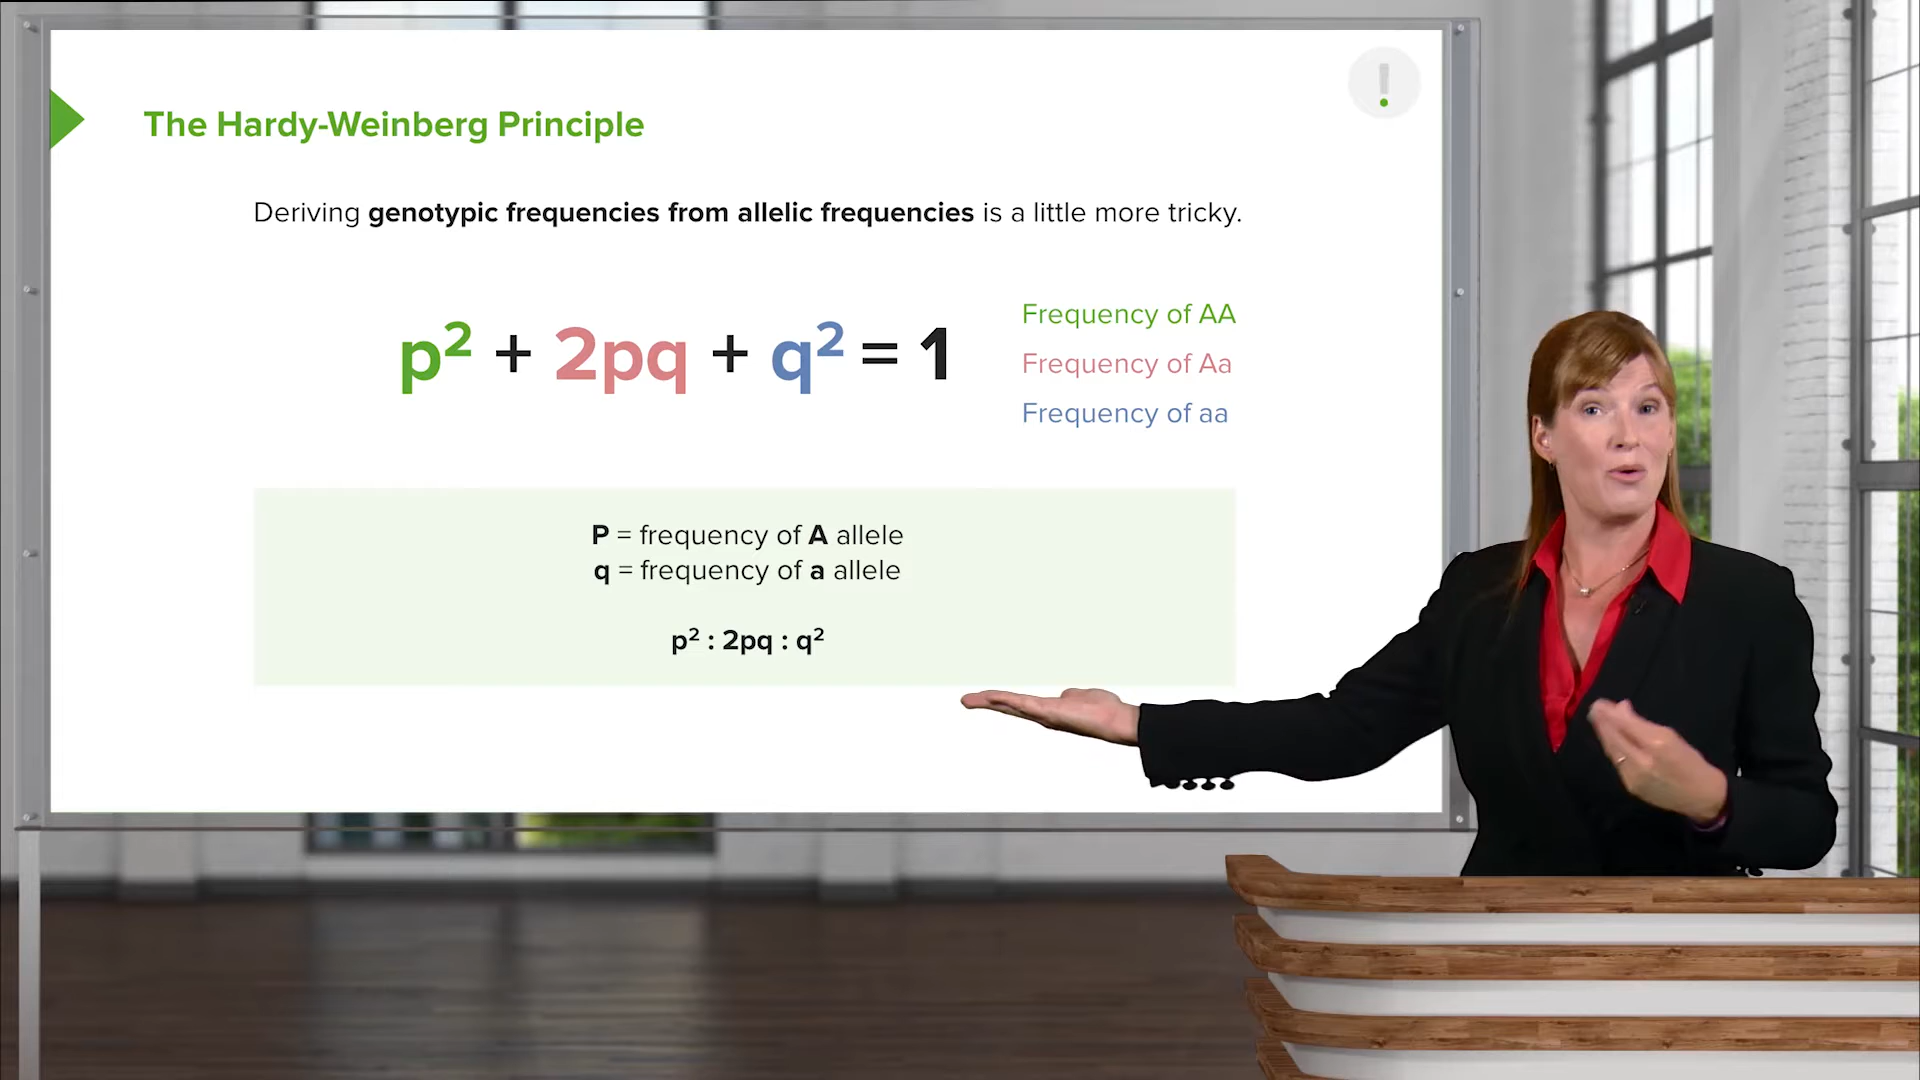 The Hardy-Weinberg Principle
Deriving genotypic frequencies from allelic frequencies is a little more tricky.
p² + 2pq + q² = 1
Frequency of AA
Frequency of Aa
Frequency of aa
P = frequency of A allele
q = frequency of a allele
p² : 2pq : q²